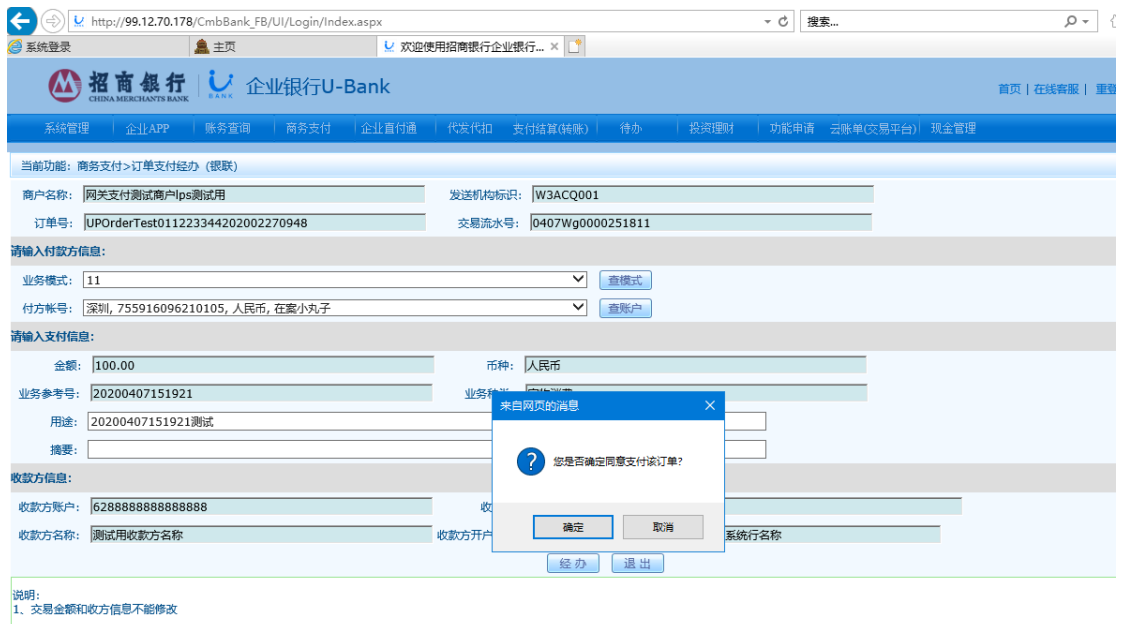 http://99.12.70.178/CmbBank_FB/UI/Login/Index.aspx 搜索...
系统登录 主页 欢迎使用招商银行企业银行...
招商银行 CHINA MERCHANTS BANK U BANK 企业银行U-Bank 首页 | 在线客服 | 重登
系统管理 企业APP 账务查询 商务支付 企业直付通 代发代扣 支付结算(转账) 待办 投资理财 功能申请 云账单(交易平台) 现金管理
当前功能: 商务支付>订单支付经办 (银联)
商户名称: 网关支付测试商户lps测试用 发送机构标识: W3ACQ001
订单号: UPOrderTest011223344202002270948 交易流水号: 0407Wg0000251811
请输入付款方信息:
业务模式: 11 查模式
付方帐号: 深圳, 755916096210105, 人民币, 在案小丸子 查账户
请输入支付信息:
金额: 100.00 币种: 人民币
业务参考号: 20200407151921
用途: 20200407151921测试
摘要:
来自网页的消息
您是否确定同意支付该订单?
确定 取消
收款方信息:
收款方账户: 6288888888888888 收
收款方名称: 测试用收款方名称 收款方开户 系统行名称
经办 退出
说明:
1、交易金额和收方信息不能修改